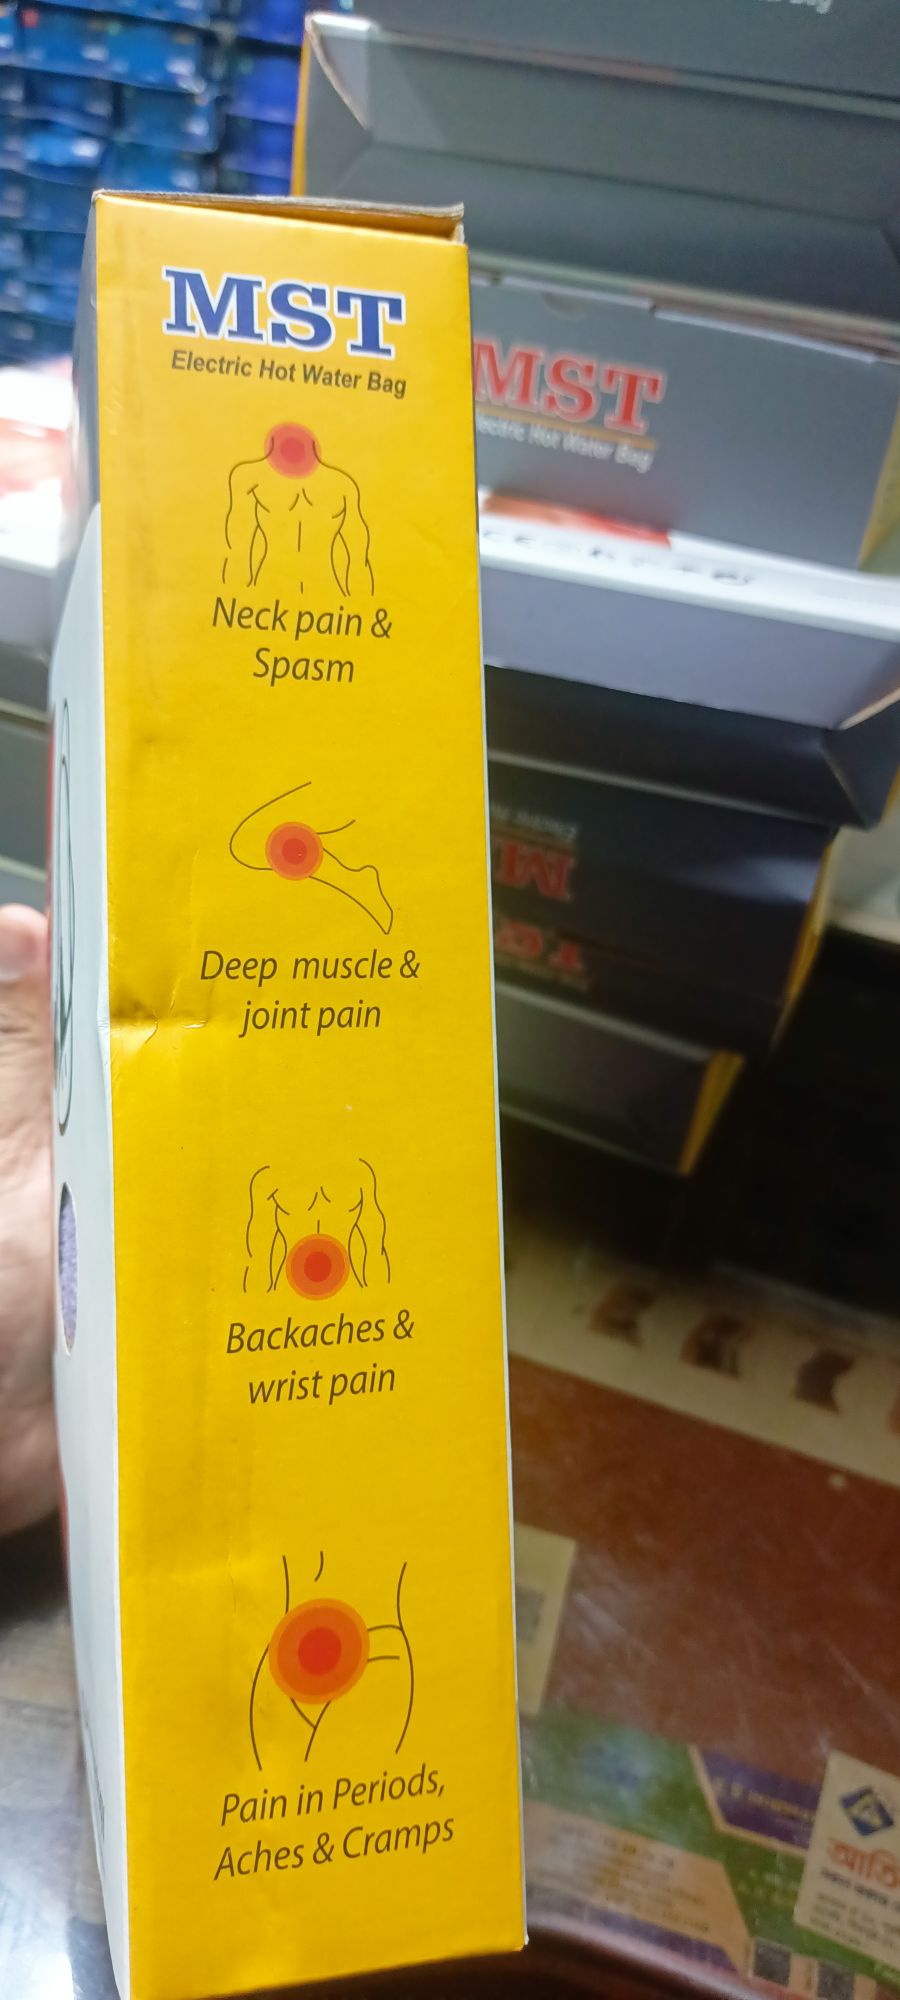 MST
Electric Hot Water Bag
Neck pain &
Spasm
Deep muscle &
joint pain
Backaches &
wrist pain
Pain in Periods,
Aches & Cramps
MST
Electric Hot Water Bag